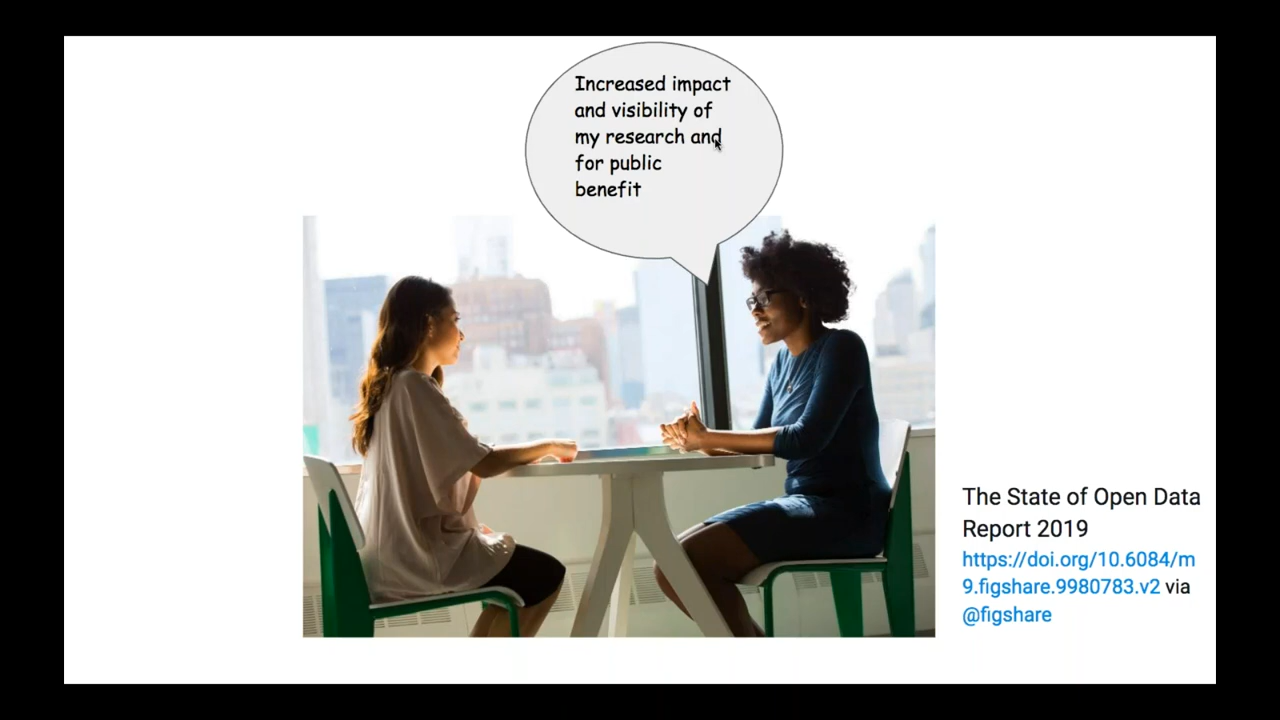 Increased impact
and visibility of
my research and
for public
benefit
The State of Open Data
Report 2019
https://doi.org/10.6084/m
9.figshare.9980783.v2 via
@figshare